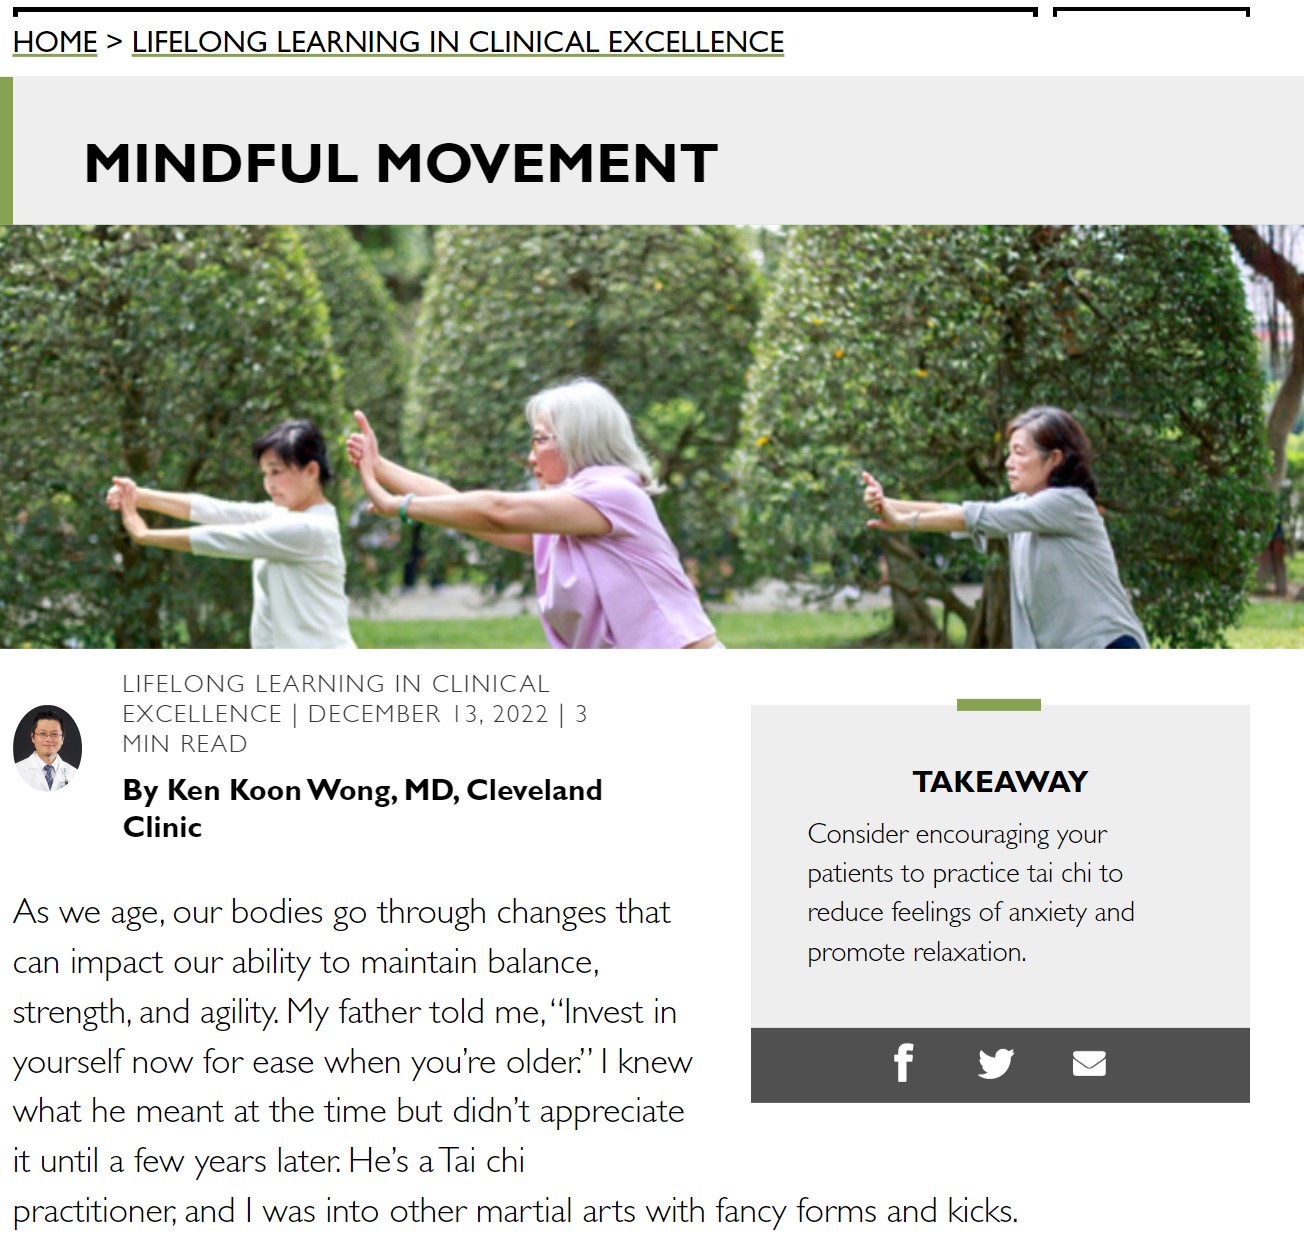 HOME > LIFELONG LEARNING IN CLINICAL EXCELLENCE
MINDFUL MOVEMENT
LIFELONG LEARNING IN CLINICAL
EXCELLENCE | DECEMBER 13, 2022 | 3
MIN READ
By Ken Koon Wong, MD, Cleveland
Clinic
As we age, our bodies go through changes that
can impact our ability to maintain balance,
strength, and agility. My father told me, “Invest in
yourself now for ease when you’re older.” I knew
what he meant at the time but didn’t appreciate
it until a few years later. He’s a Tai chi
practitioner, and I was into other martial arts with fancy forms and kicks.
TAKEAWAY
Consider encouraging your
patients to practice tai chi to
reduce feelings of anxiety and
promote relaxation.